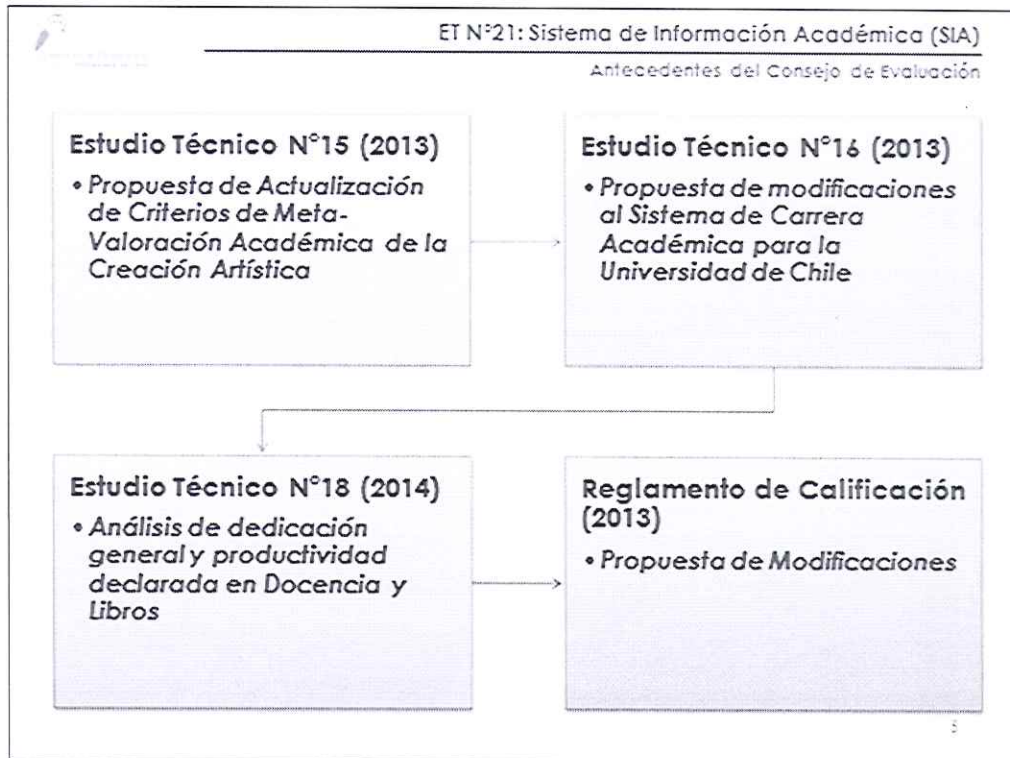 ET N°21: Sistema de Información Académica (SIA)
Antecedentes del Consejo de Evaluación
Estudio Técnico N°15 (2013)
• Propuesta de Actualización
de Criterios de Meta-
Valoración Académica de la
Creación Artística
Estudio Técnico N°16 (2013)
• Propuesta de modificaciones
al Sistema de Carrera
Académica para la
Universidad de Chile
Estudio Técnico N°18 (2014)
• Análisis de dedicación
general y productividad
declarada en Docencia y
Libros
Reglamento de Calificación
(2013)
• Propuesta de Modificaciones
5